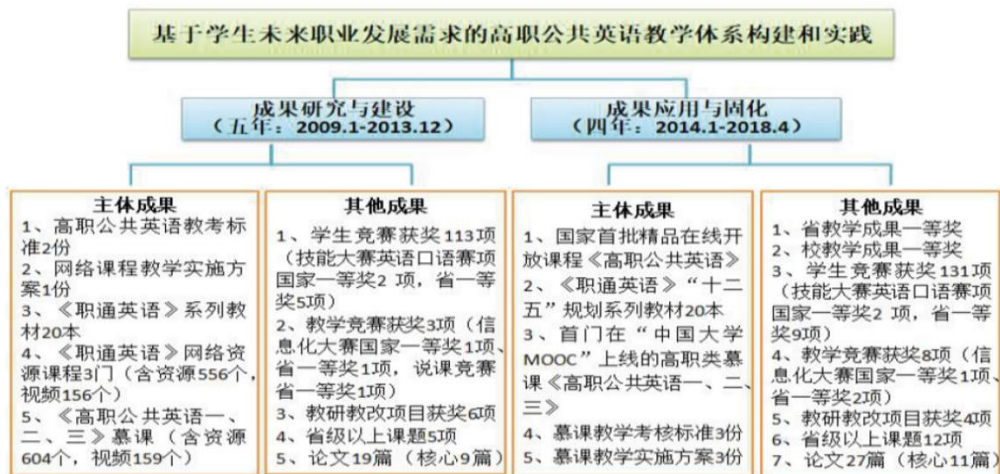 基于学生未来职业发展需求的高职公共英语教学体系构建和实践
成果研究与建设
（五年：2009.1-2013.12）
成果应用与固化
（四年：2014.1-2018.4）
主体成果
1、高职公共英语教考标
准2份
2、网络课程教学实施方
案1份
3、《职通英语》系列教
材20本
4、《职通英语》网络资
源课程3门（含资源556个，
视频156个）
5、《高职公共英语一、
二、三》慕课（含资源
604个，视频159个）
其他成果
1、学生竞赛获奖113项
（技能大赛英语口语赛项
国家一等奖2 项，省一等
奖5项）
2、教学竞赛获奖3项（信
息化大赛国家一等奖1项、
省一等奖1项，说课竞赛
省一等奖1项）
3、教研教改项目获奖6项
4、省级以上课题5项
5、论文19篇（核心9篇）
主体成果
1、国家首批精品在线开
放课程《高职公共英语》
2、《职通英语》“十二
五”规划系列教材20本
3、首门在“中国大学
MOOC”上线的高职类慕
课《高职公共英语一、二、
三》
4、慕课教学考核标准3份
5、慕课教学实施方案3份
其他成果
1、省教学成果一等奖
2、校教学成果一等奖
3、学生竞赛获奖131项
（技能大赛英语口语赛项
国家一等奖2 项，省一等
奖9项）
4、教学竞赛获奖8项（信
息化大赛国家一等奖1项、
省一等奖2项）
5、教研教改项目获奖4项
6、省级以上课题12项
7、论文27篇（核心11篇）